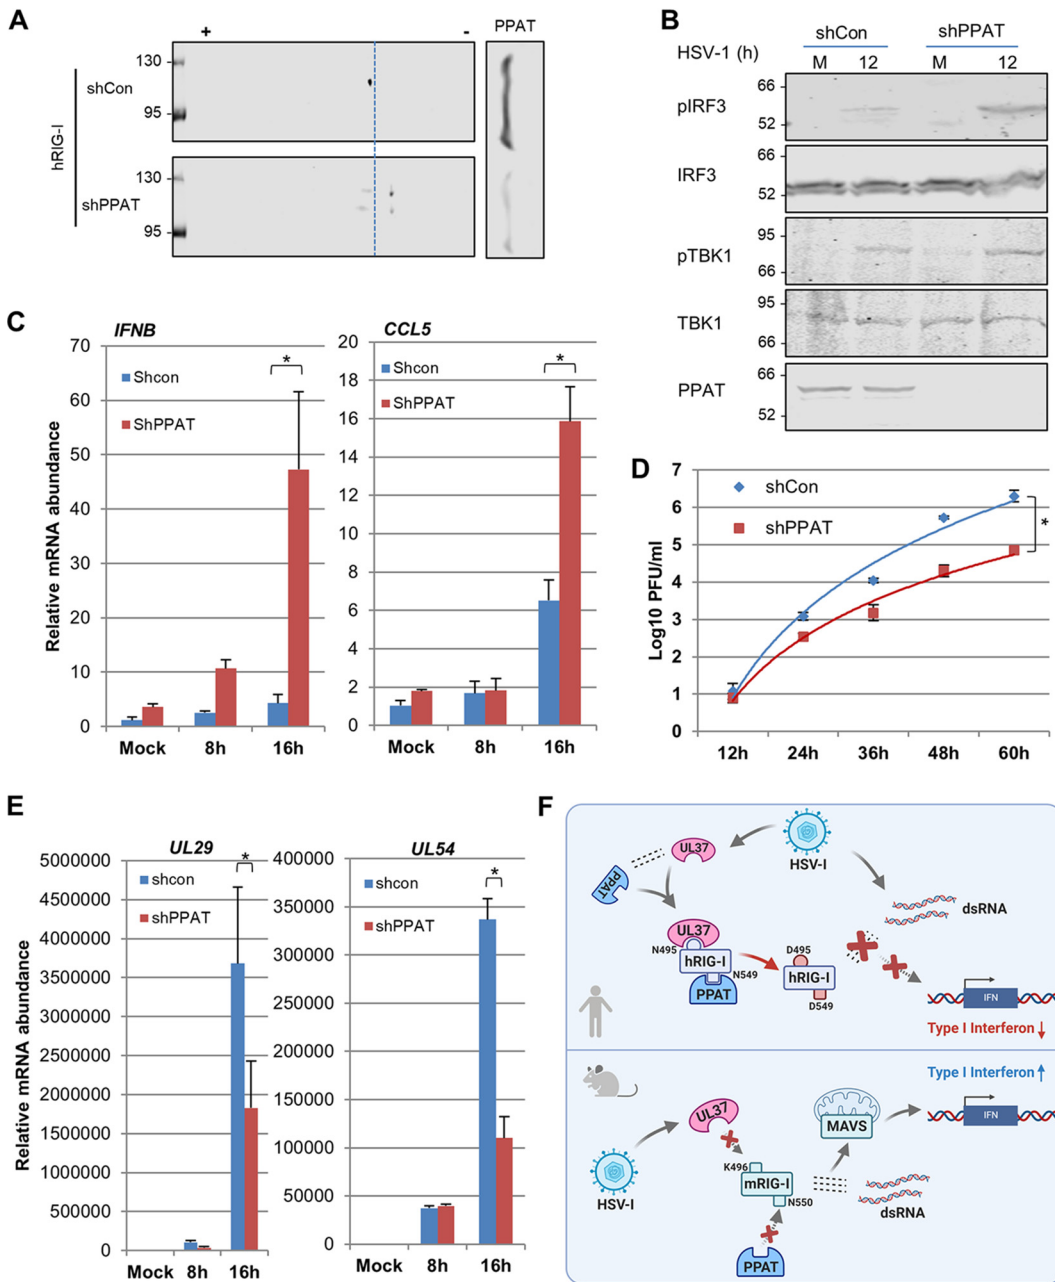 A
+
-
PPAT
hRIG-I
shCon
130
95
shPPAT
130
95
B
shCon
shPPAT
HSV-1 (h)
M
12
M
12
pIRF3
66
52
IRF3
66
52
pTBK1
95
66
TBK1
95
66
PPAT
66
52
C
IFNB
Relative mRNA abundance
70
60
50
40
30
20
10
0
Shcon
ShPPAT
*
Mock
8h
16h
CCL5
20
18
16
14
12
10
8
6
4
2
0
Shcon
ShPPAT
*
Mock
8h
16h
D
Log10 PFU/ml
7
6
5
4
3
2
1
0
shCon
shPPAT
*
12h
24h
36h
48h
60h
E
UL29
Relative mRNA abundance
5000000
4500000
4000000
3500000
3000000
2500000
2000000
1500000
1000000
500000
0
shcon
shPPAT
*
Mock
8h
16h
UL54
400000
350000
300000
250000
200000
150000
100000
50000
0
shcon
shPPAT
*
Mock
8h
16h
F
HSV-I
UL37
PPAT
dsRNA
UL37
N495
hRIG-I
N549
PPAT
D495
hRIG-I
D549
IFN
Type I Interferon ↓
Type I Interferon ↑
UL37
MAVS
IFN
HSV-I
K496
mRIG-I
N550
dsRNA
PPAT